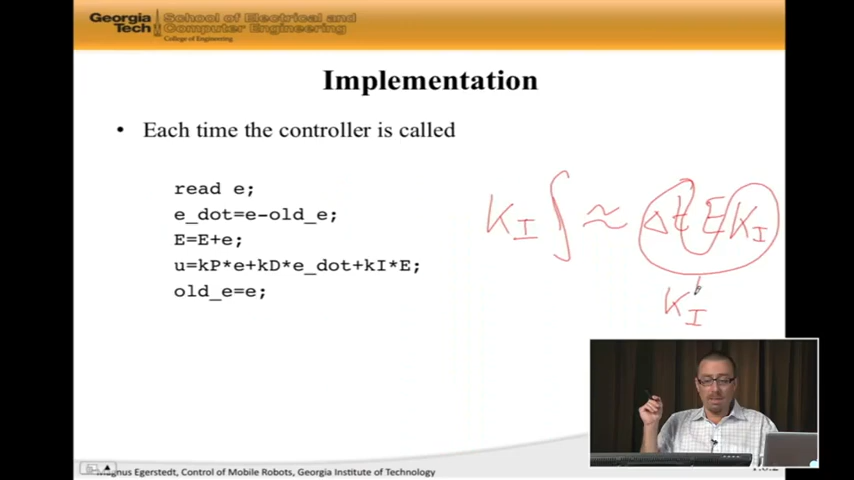 Georgia Tech School of Electrical and Computer Engineering
College of Engineering
Implementation
• Each time the controller is called
read e;
e_dot=e-old_e;
E=E+e;
u=kP*e+kD*e_dot+kI*E;
old_e=e;
K_I ∫ ≈ Δt E K_I
K_I'
Magnus Egerstedt, Control of Mobile Robots, Georgia Institute of Technology